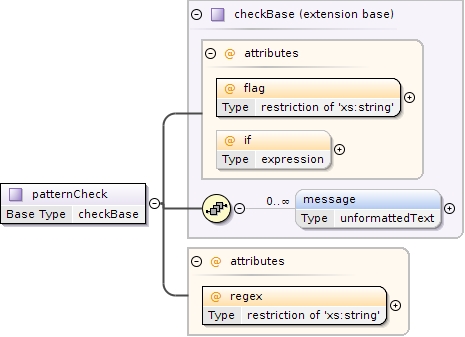 checkBase (extension base)
@ attributes
@ flag
Type restriction of 'xs:string'
@ if
Type expression
patternCheck
Base Type checkBase
0..∞
message
Type unformattedText
@ attributes
@ regex
Type restriction of 'xs:string'